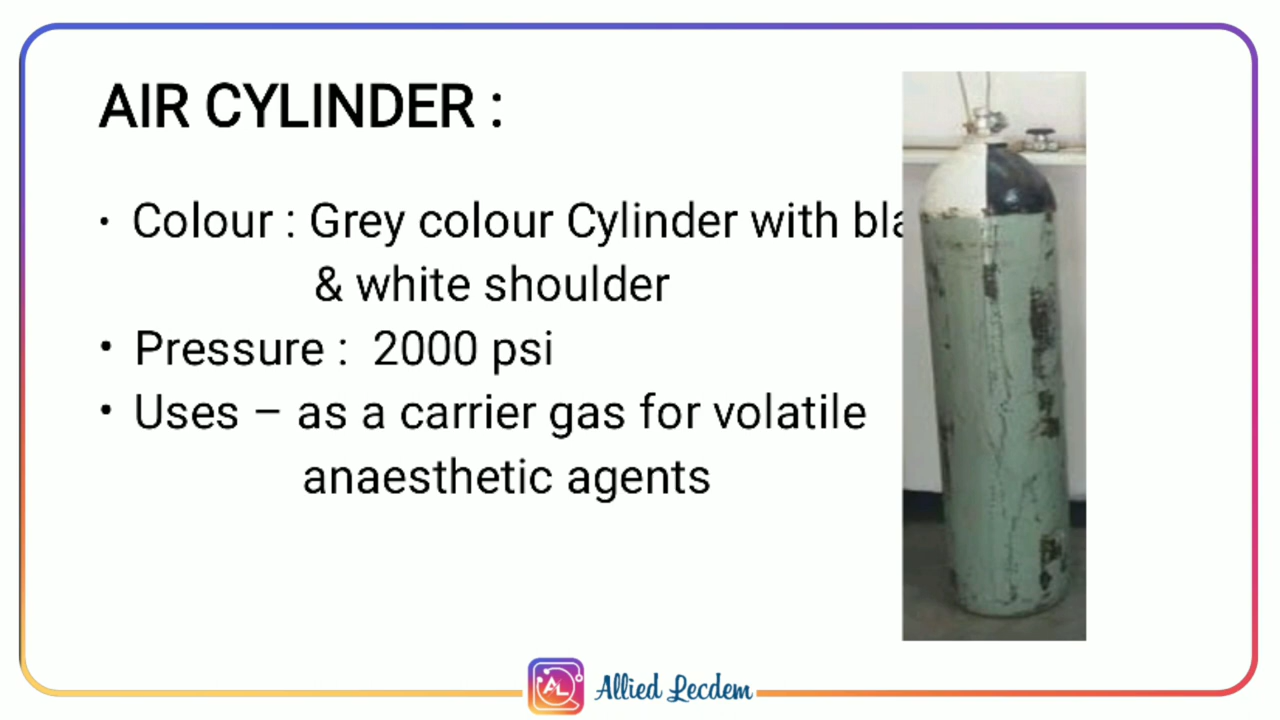 AIR CYLINDER :
• Colour : Grey colour Cylinder with
& white shoulder
• Pressure : 2000 psi
• Uses – as a carrier gas for volatile
anaesthetic agents
AL
Allied Lecdem